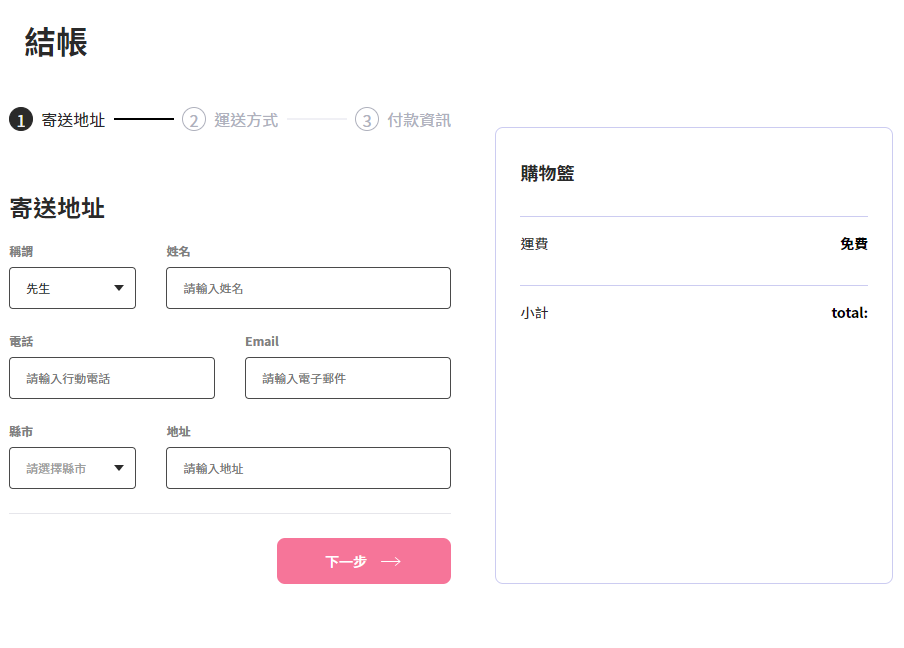 結帳
1 寄送地址 2 運送方式 3 付款資訊
寄送地址
稱謂 姓名
先生 請輸入姓名
電話 Email
請輸入行動電話 請輸入電子郵件
縣市 地址
請選擇縣市 請輸入地址
下一步
購物籃
運費 免費
小計 total: